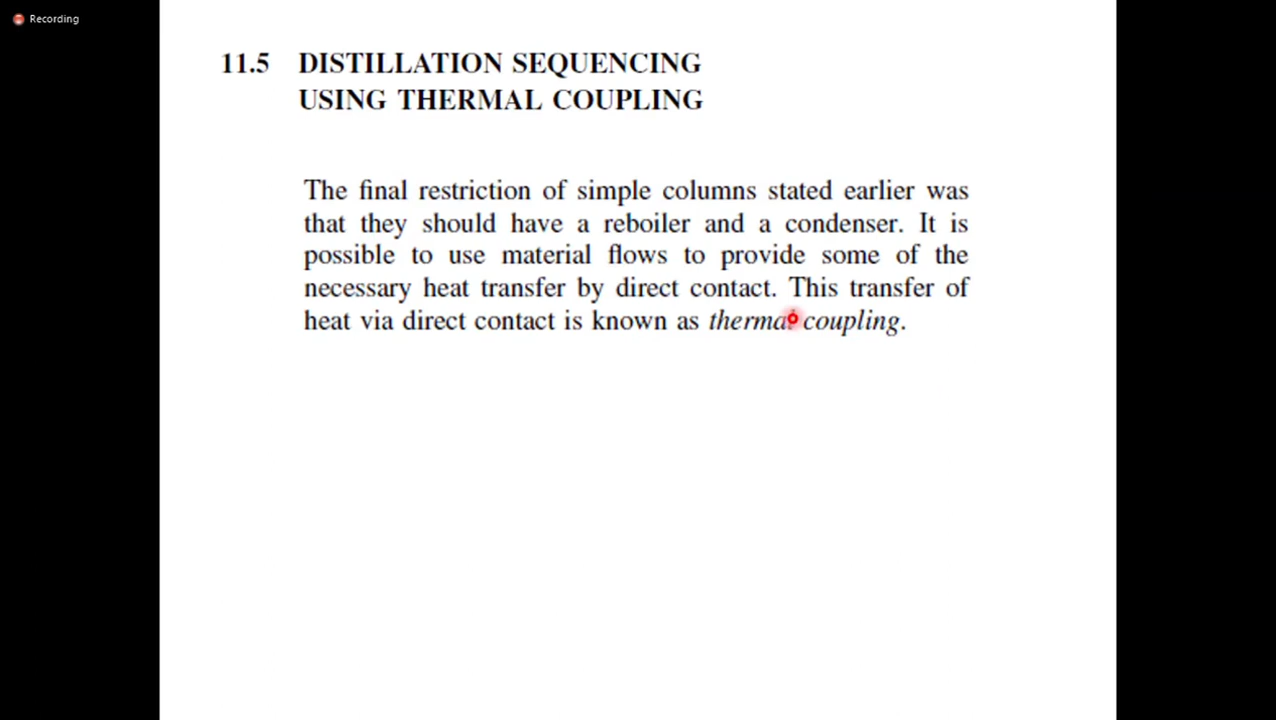 Recording
11.5 DISTILLATION SEQUENCING
USING THERMAL COUPLING
The final restriction of simple columns stated earlier was
that they should have a reboiler and a condenser. It is
possible to use material flows to provide some of the
necessary heat transfer by direct contact. This transfer of
heat via direct contact is known as thermal coupling.